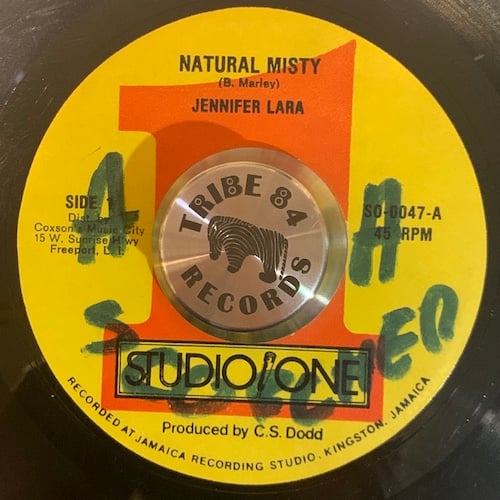 NATURAL MISTY
(B. Marley)
JENNIFER LARA
TRIBE 84
RECORDS
SIDE 1
Dist. by
Coxson's Music City
15 W. Sunrise Hwy
Freeport, L.I.
SO-0047-A
45 RPM
A
A
STUDIO ONE
Produced by C.S. Dodd
RECORDED AT JAMAICA RECORDING STUDIO, KINGSTON, JAMAICA